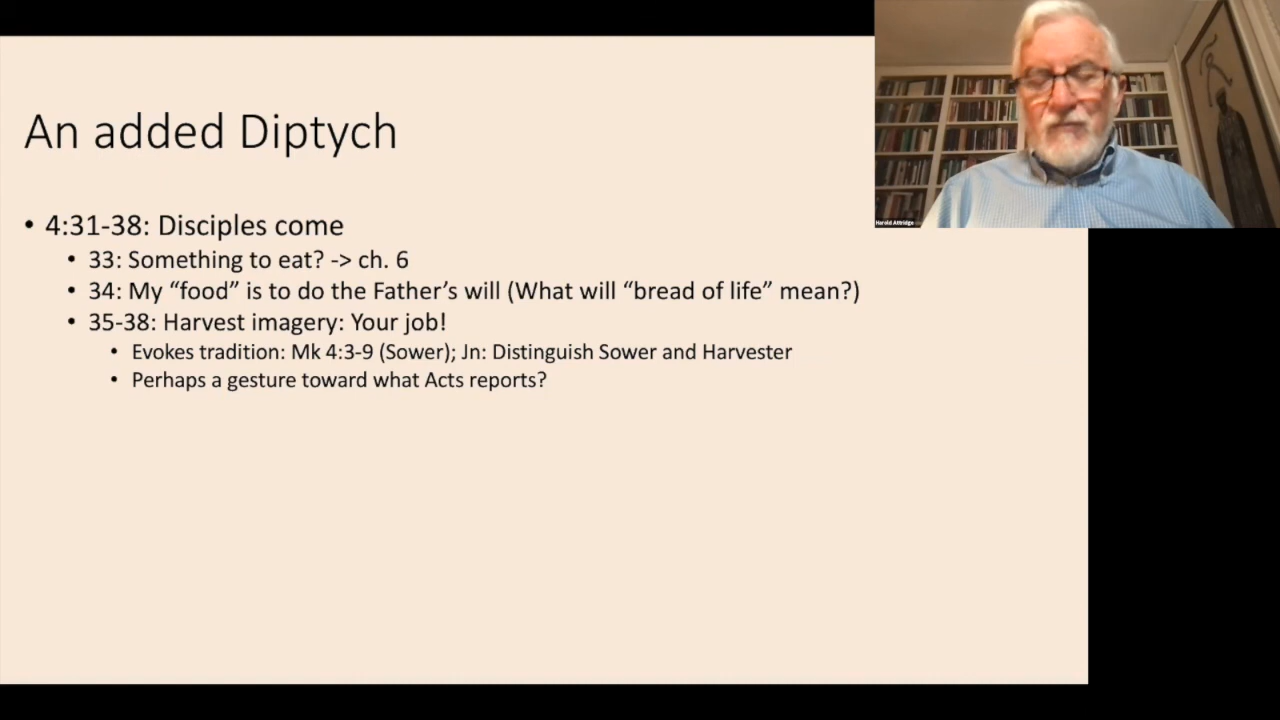 An added Diptych
• 4:31-38: Disciples come
• 33: Something to eat? -> ch. 6
• 34: My “food” is to do the Father’s will (What will “bread of life” mean?)
• 35-38: Harvest imagery: Your job!
• Evokes tradition: Mk 4:3-9 (Sower); Jn: Distinguish Sower and Harvester
• Perhaps a gesture toward what Acts reports?
Harold Attridge